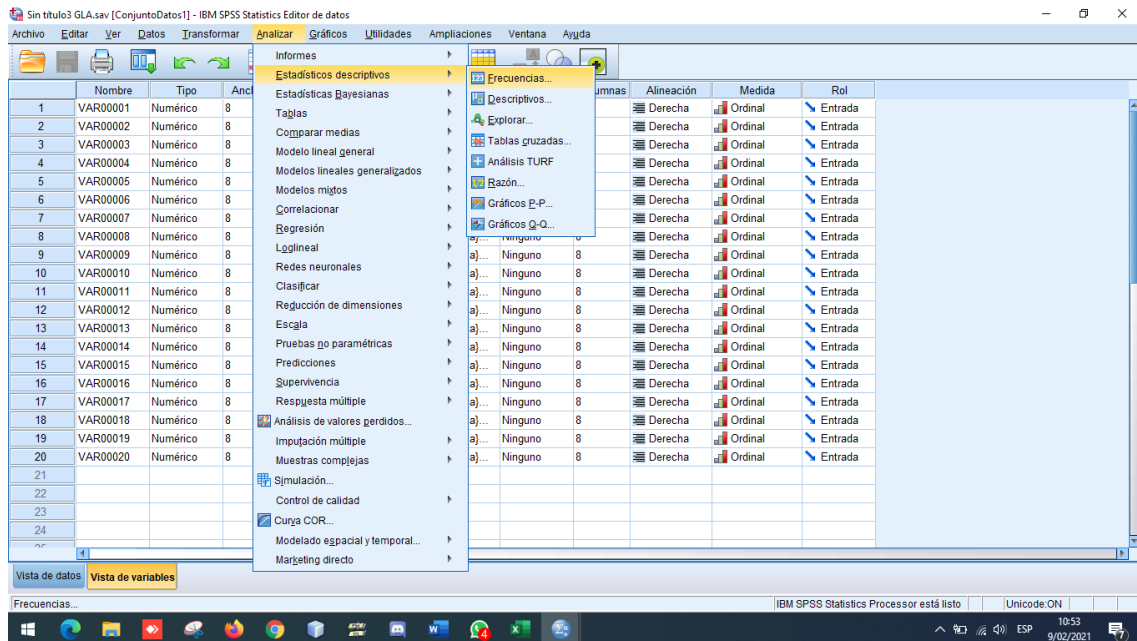 Sin título3 GLA.sav [ConjuntoDatos1] - IBM SPSS Statistics Editor de datos
Archivo Editar Ver Datos Transformar Analizar Gráficos Utilidades Ampliaciones Ventana Ayuda
Informes
Estadísticos descriptivos
Estadísticas Bayesianas
Tablas
Comparar medias
Modelo lineal general
Modelos lineales generalizados
Modelos mixtos
Correlacionar
Regresión
Loglineal
Redes neuronales
Clasificar
Reducción de dimensiones
Escala
Pruebas no paramétricas
Predicciones
Supervivencia
Respuesta múltiple
Análisis de valores perdidos...
Imputación múltiple
Muestras complejas
Simulación...
Control de calidad
Curva COR...
Modelado espacial y temporal...
Marketing directo
Frecuencias...
Descriptivos...
Explorar...
Tablas cruzadas...
Análisis TURF
Razón...
Gráficos P-P...
Gráficos Q-Q...
Nombre Tipo Anc umnas Alineación Medida Rol
1 VAR00001 Numérico 8 Derecha Ordinal Entrada
2 VAR00002 Numérico 8 Derecha Ordinal Entrada
3 VAR00003 Numérico 8 Derecha Ordinal Entrada
4 VAR00004 Numérico 8 Derecha Ordinal Entrada
5 VAR00005 Numérico 8 Derecha Ordinal Entrada
6 VAR00006 Numérico 8 Derecha Ordinal Entrada
7 VAR00007 Numérico 8 Derecha Ordinal Entrada
8 VAR00008 Numérico 8 a}... Ninguno 8 Derecha Ordinal Entrada
9 VAR00009 Numérico 8 a}... Ninguno 8 Derecha Ordinal Entrada
10 VAR00010 Numérico 8 a}... Ninguno 8 Derecha Ordinal Entrada
11 VAR00011 Numérico 8 a}... Ninguno 8 Derecha Ordinal Entrada
12 VAR00012 Numérico 8 a}... Ninguno 8 Derecha Ordinal Entrada
13 VAR00013 Numérico 8 a}... Ninguno 8 Derecha Ordinal Entrada
14 VAR00014 Numérico 8 a}... Ninguno 8 Derecha Ordinal Entrada
15 VAR00015 Numérico 8 a}... Ninguno 8 Derecha Ordinal Entrada
16 VAR00016 Numérico 8 a}... Ninguno 8 Derecha Ordinal Entrada
17 VAR00017 Numérico 8 a}... Ninguno 8 Derecha Ordinal Entrada
18 VAR00018 Numérico 8 a}... Ninguno 8 Derecha Ordinal Entrada
19 VAR00019 Numérico 8 a}... Ninguno 8 Derecha Ordinal Entrada
20 VAR00020 Numérico 8 a}... Ninguno 8 Derecha Ordinal Entrada
21
22
23
24
Vista de datos Vista de variables
Frecuencias... IBM SPSS Statistics Processor está listo Unicode:ON
ESP 10:53
9/02/2021